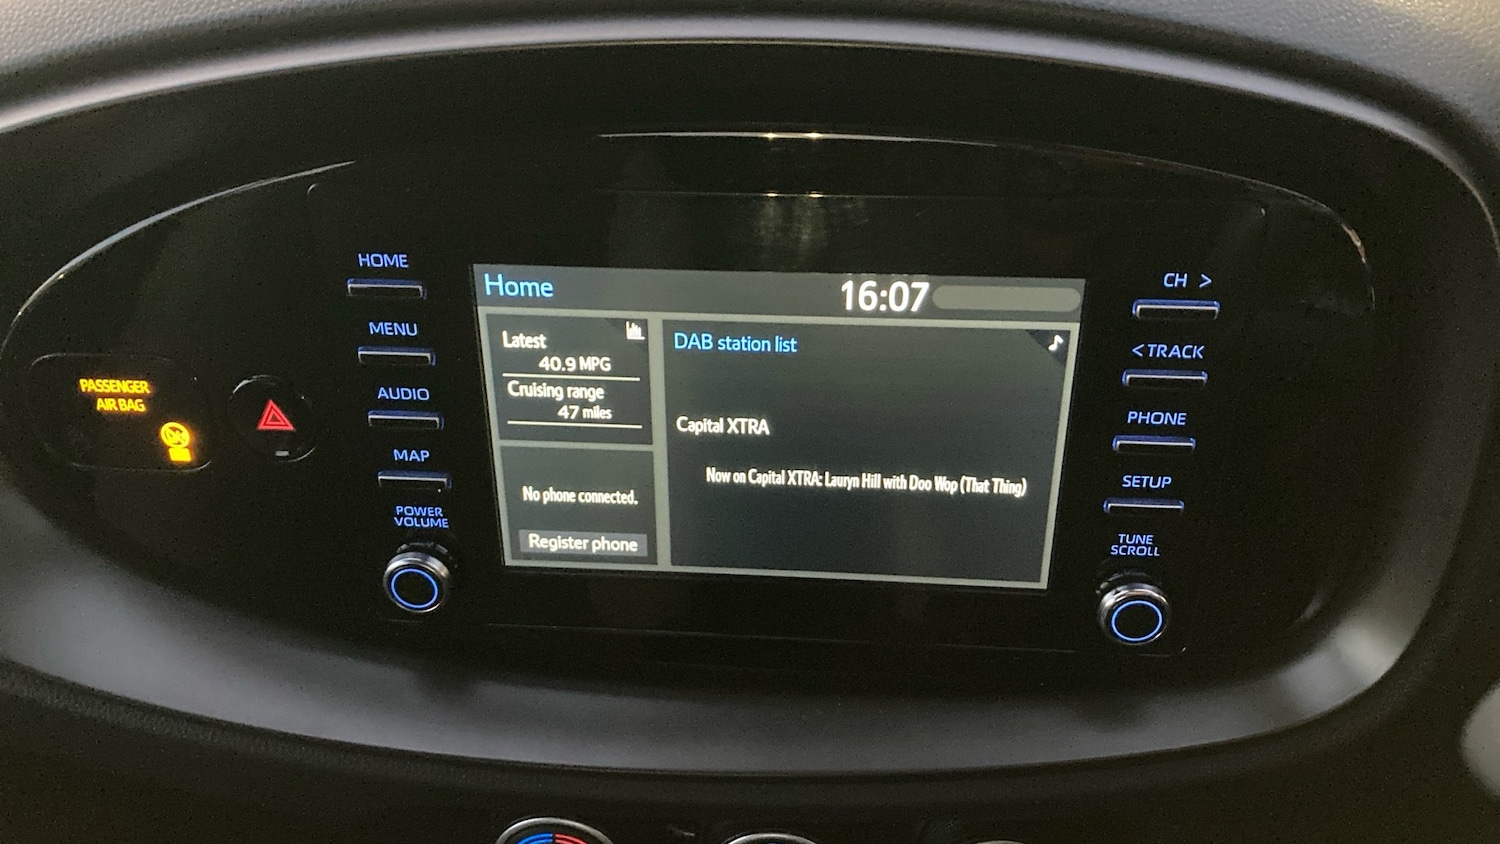 HOME
MENU
AUDIO
MAP
POWER
VOLUME
PASSENGER
AIR BAG
Home
16:07
Latest
40.9 MPG
Cruising range
47 miles
No phone connected.
Register phone
DAB station list
Capital XTRA
Now on Capital XTRA: Lauryn Hill with Doo Wop (That Thing)
CH >
< TRACK
PHONE
SETUP
TUNE
SCROLL